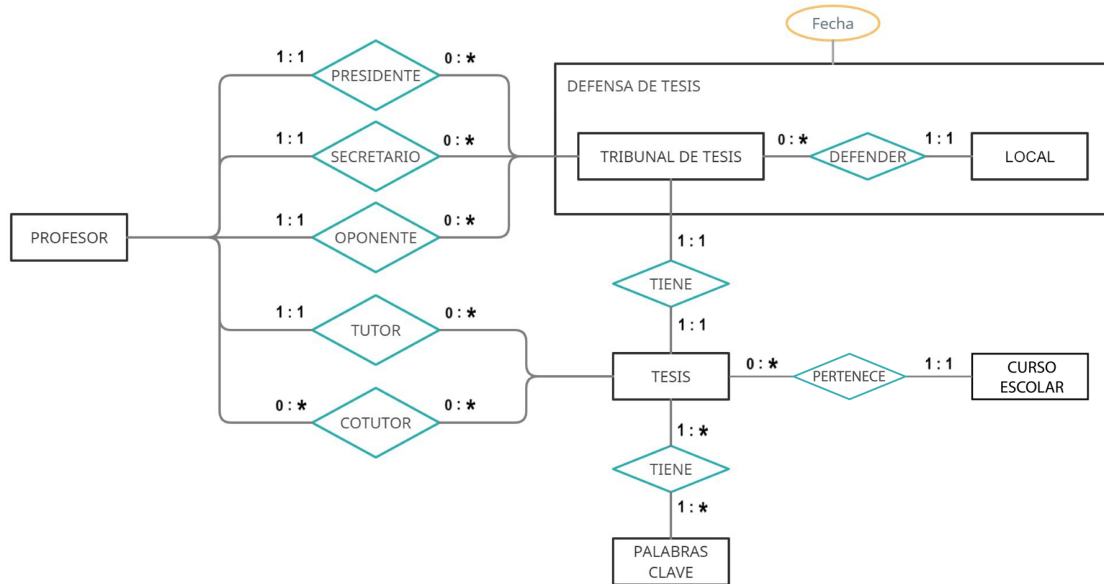 Fecha
1 : 1
PRESIDENTE
0 : *
DEFENSA DE TESIS
1 : 1
SECRETARIO
0 : *
TRIBUNAL DE TESIS
0 : *
DEFENDER
1 : 1
LOCAL
PROFESOR
1 : 1
OPONENTE
0 : *
1 : 1
TIENE
1 : 1
1 : 1
TUTOR
0 : *
TESIS
0 : *
PERTENECE
1 : 1
CURSO
ESCOLAR
0 : *
COTUTOR
0 : *
1 : *
TIENE
1 : *
PALABRAS
CLAVE